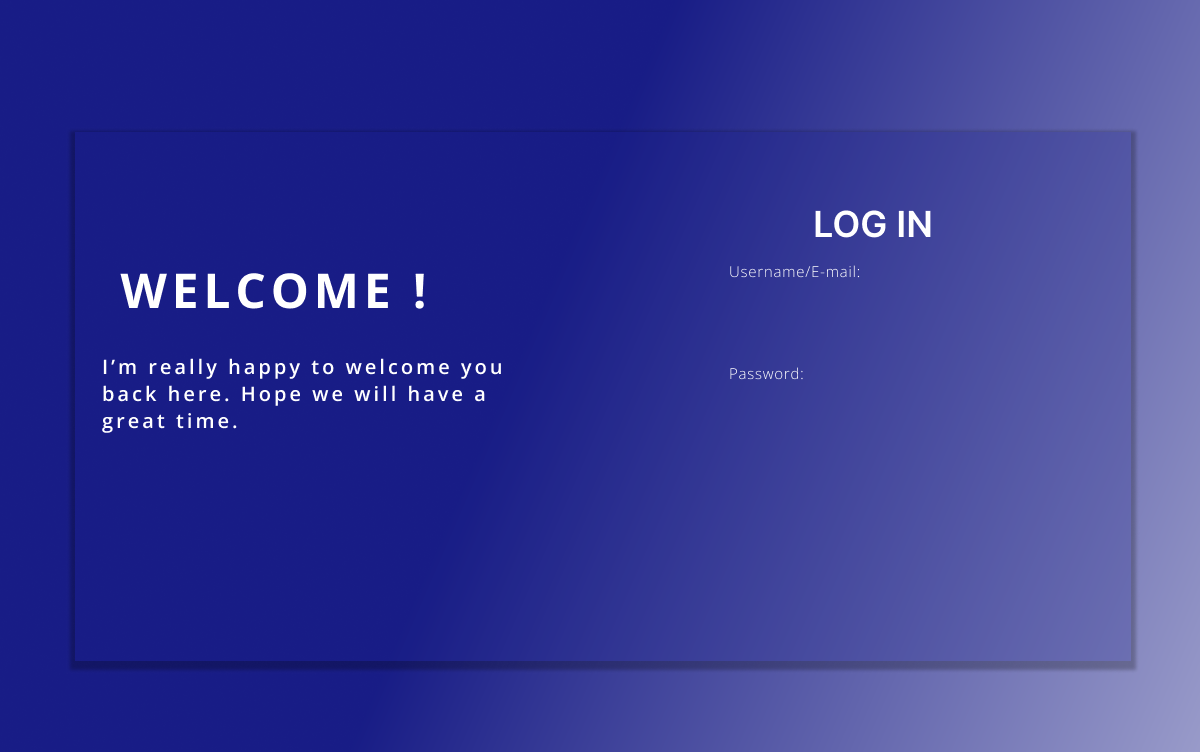 WELCOME !
I’m really happy to welcome you
back here. Hope we will have a
great time.
LOG IN
Username/E-mail:
Password: